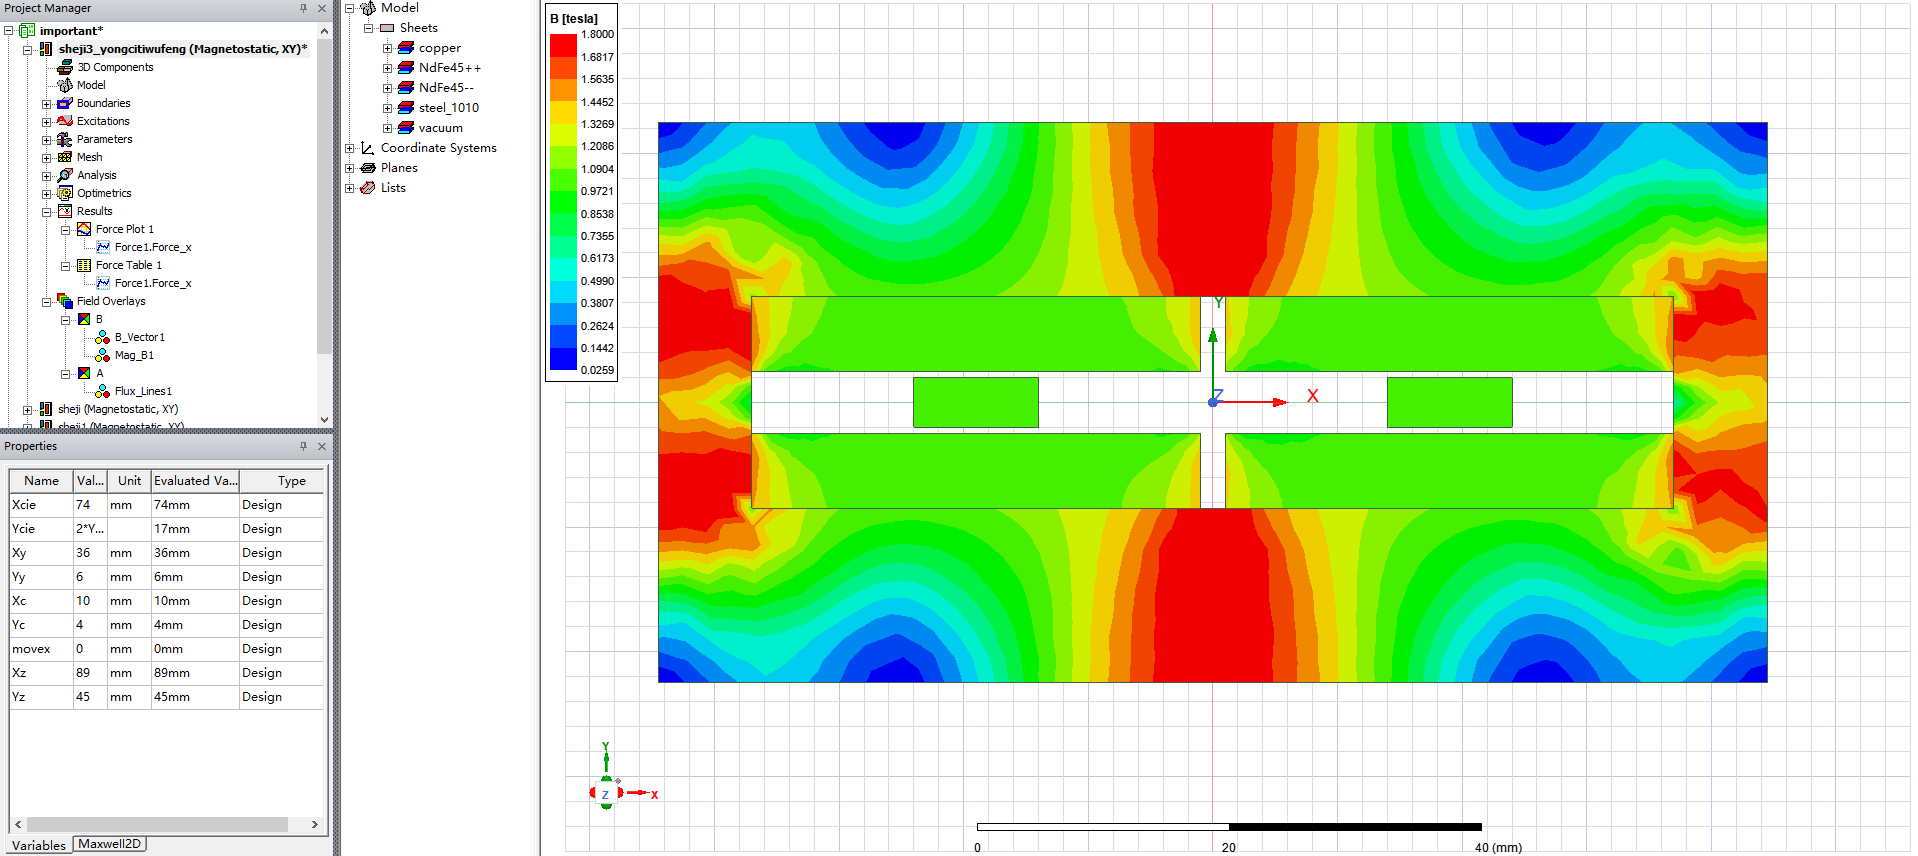 Project Manager
important*
sheji3_yongcitiwufeng (Magnetostatic, XY)*
3D Components
Model
Boundaries
Excitations
Parameters
Mesh
Analysis
Optimetrics
Results
Force Plot 1
Force1.Force_x
Force Table 1
Force1.Force_x
Field Overlays
B
B_Vector1
Mag_B1
A
Flux_Lines1
sheji (Magnetostatic, XY)
sheji1 (Magnetostatic, XY)
Properties
Name Val... Unit Evaluated Va... Type
Xcie 74 mm 74mm Design
Ycie 2*Y... 17mm Design
Xy 36 mm 36mm Design
Yy 6 mm 6mm Design
Xc 10 mm 10mm Design
Yc 4 mm 4mm Design
movex 0 mm 0mm Design
Xz 89 mm 89mm Design
Yz 45 mm 45mm Design
Variables Maxwell2D
Model
Sheets
copper
NdFe45++
NdFe45--
steel_1010
vacuum
Coordinate Systems
Planes
Lists
B [tesla]
1.8000
1.6817
1.5635
1.4452
1.3269
1.2086
1.0904
0.9721
0.8538
0.7355
0.6173
0.4990
0.3807
0.2624
0.1442
0.0259
Y
Z
X
Y
Z
X
0 20 40 (mm)